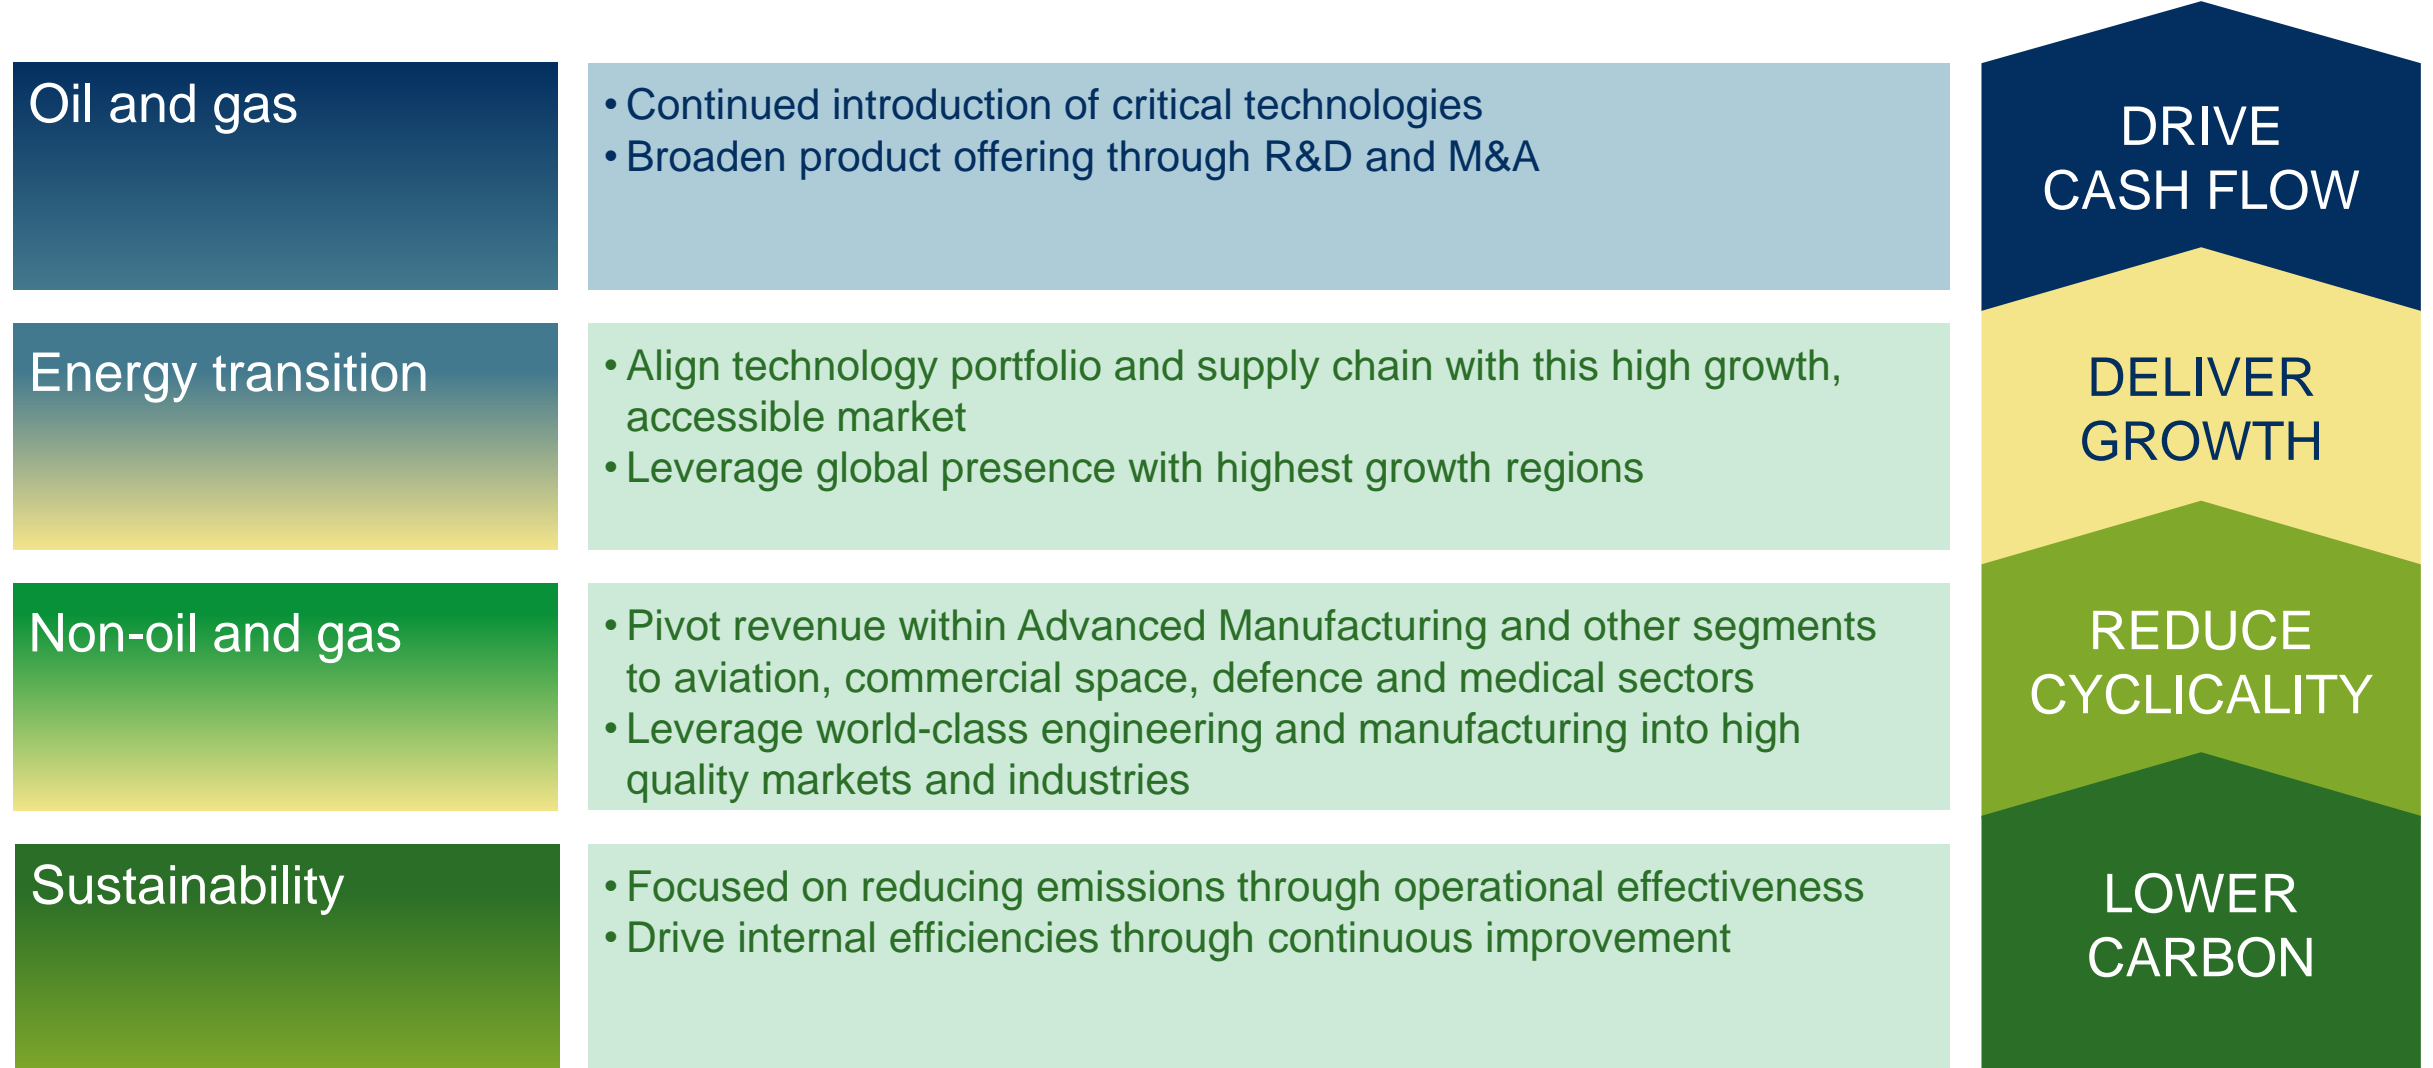 Oil and gas
• Continued introduction of critical technologies
• Broaden product offering through R&D and M&A
DRIVE
CASH FLOW
Energy transition
• Align technology portfolio and supply chain with this high growth,
accessible market
• Leverage global presence with highest growth regions
DELIVER
GROWTH
Non-oil and gas
• Pivot revenue within Advanced Manufacturing and other segments
to aviation, commercial space, defence and medical sectors
• Leverage world-class engineering and manufacturing into high
quality markets and industries
REDUCE
CYCLICALITY
Sustainability
• Focused on reducing emissions through operational effectiveness
• Drive internal efficiencies through continuous improvement
LOWER
CARBON